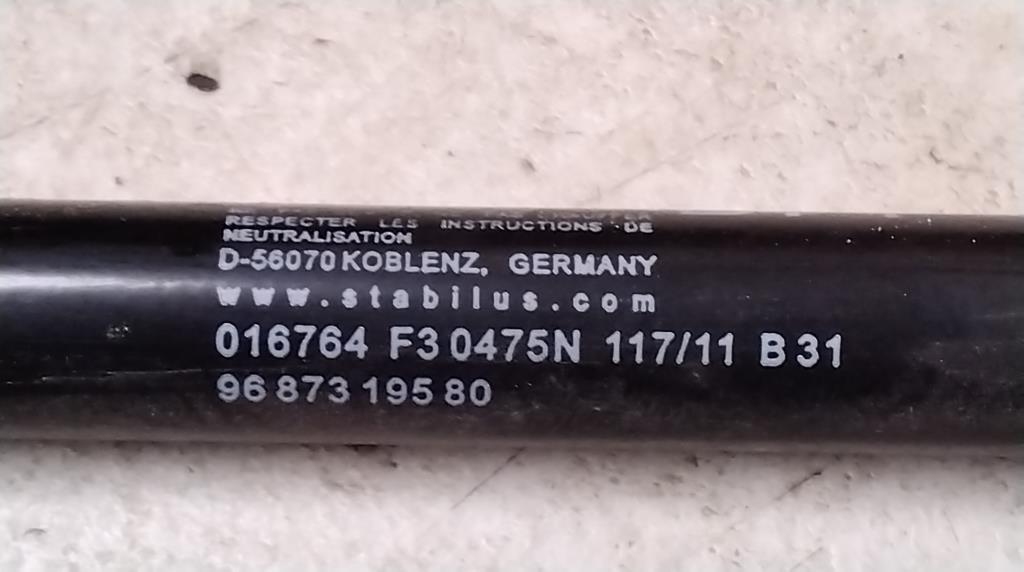 RESPECTER LES INSTRUCTIONS DE
NEUTRALISATION
D-56070 KOBLENZ, GERMANY
www.stabilus.com
016764 F3 0475N 117/11 B 31
96 873 195 80